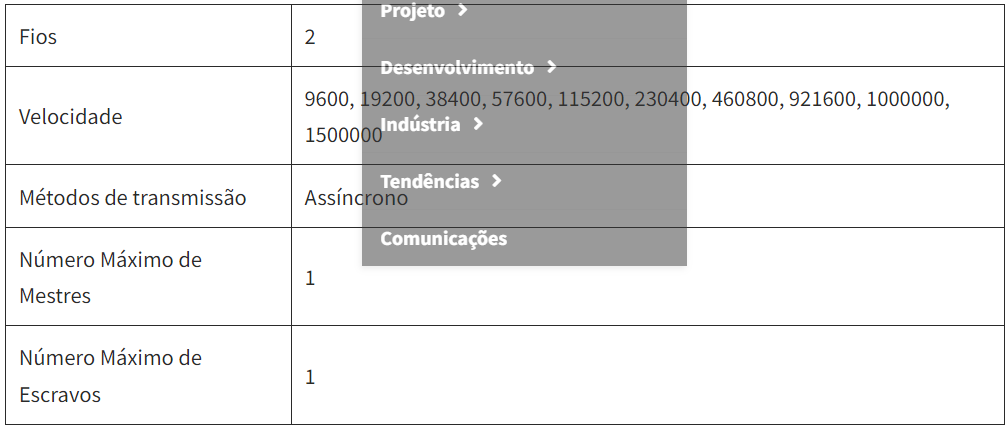 Projeto
Fios
2
Desenvolvimento
Velocidade
9600, 19200, 38400, 57600, 115200, 230400, 460800, 921600, 1000000,
1500000
Indústria
Tendências
Métodos de transmissão
Assíncrono
Comunicações
Número Máximo de
Mestres
1
Número Máximo de
Escravos
1